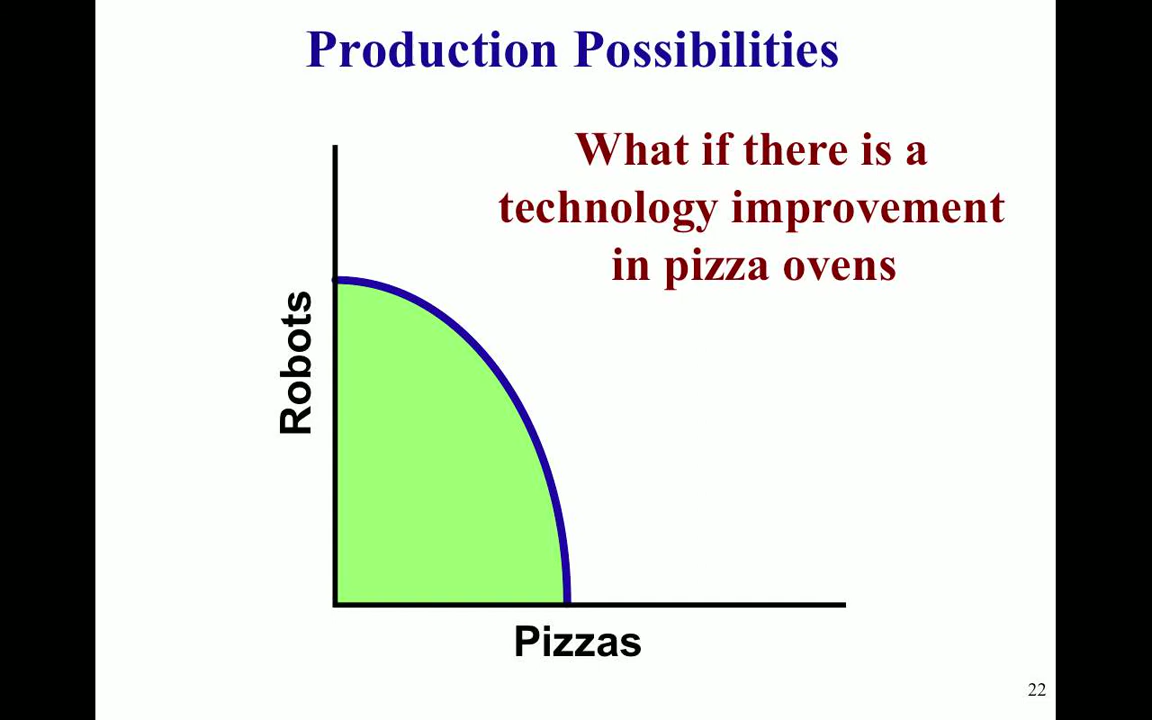 Production Possibilities
What if there is a
technology improvement
in pizza ovens
Robots
Pizzas
22